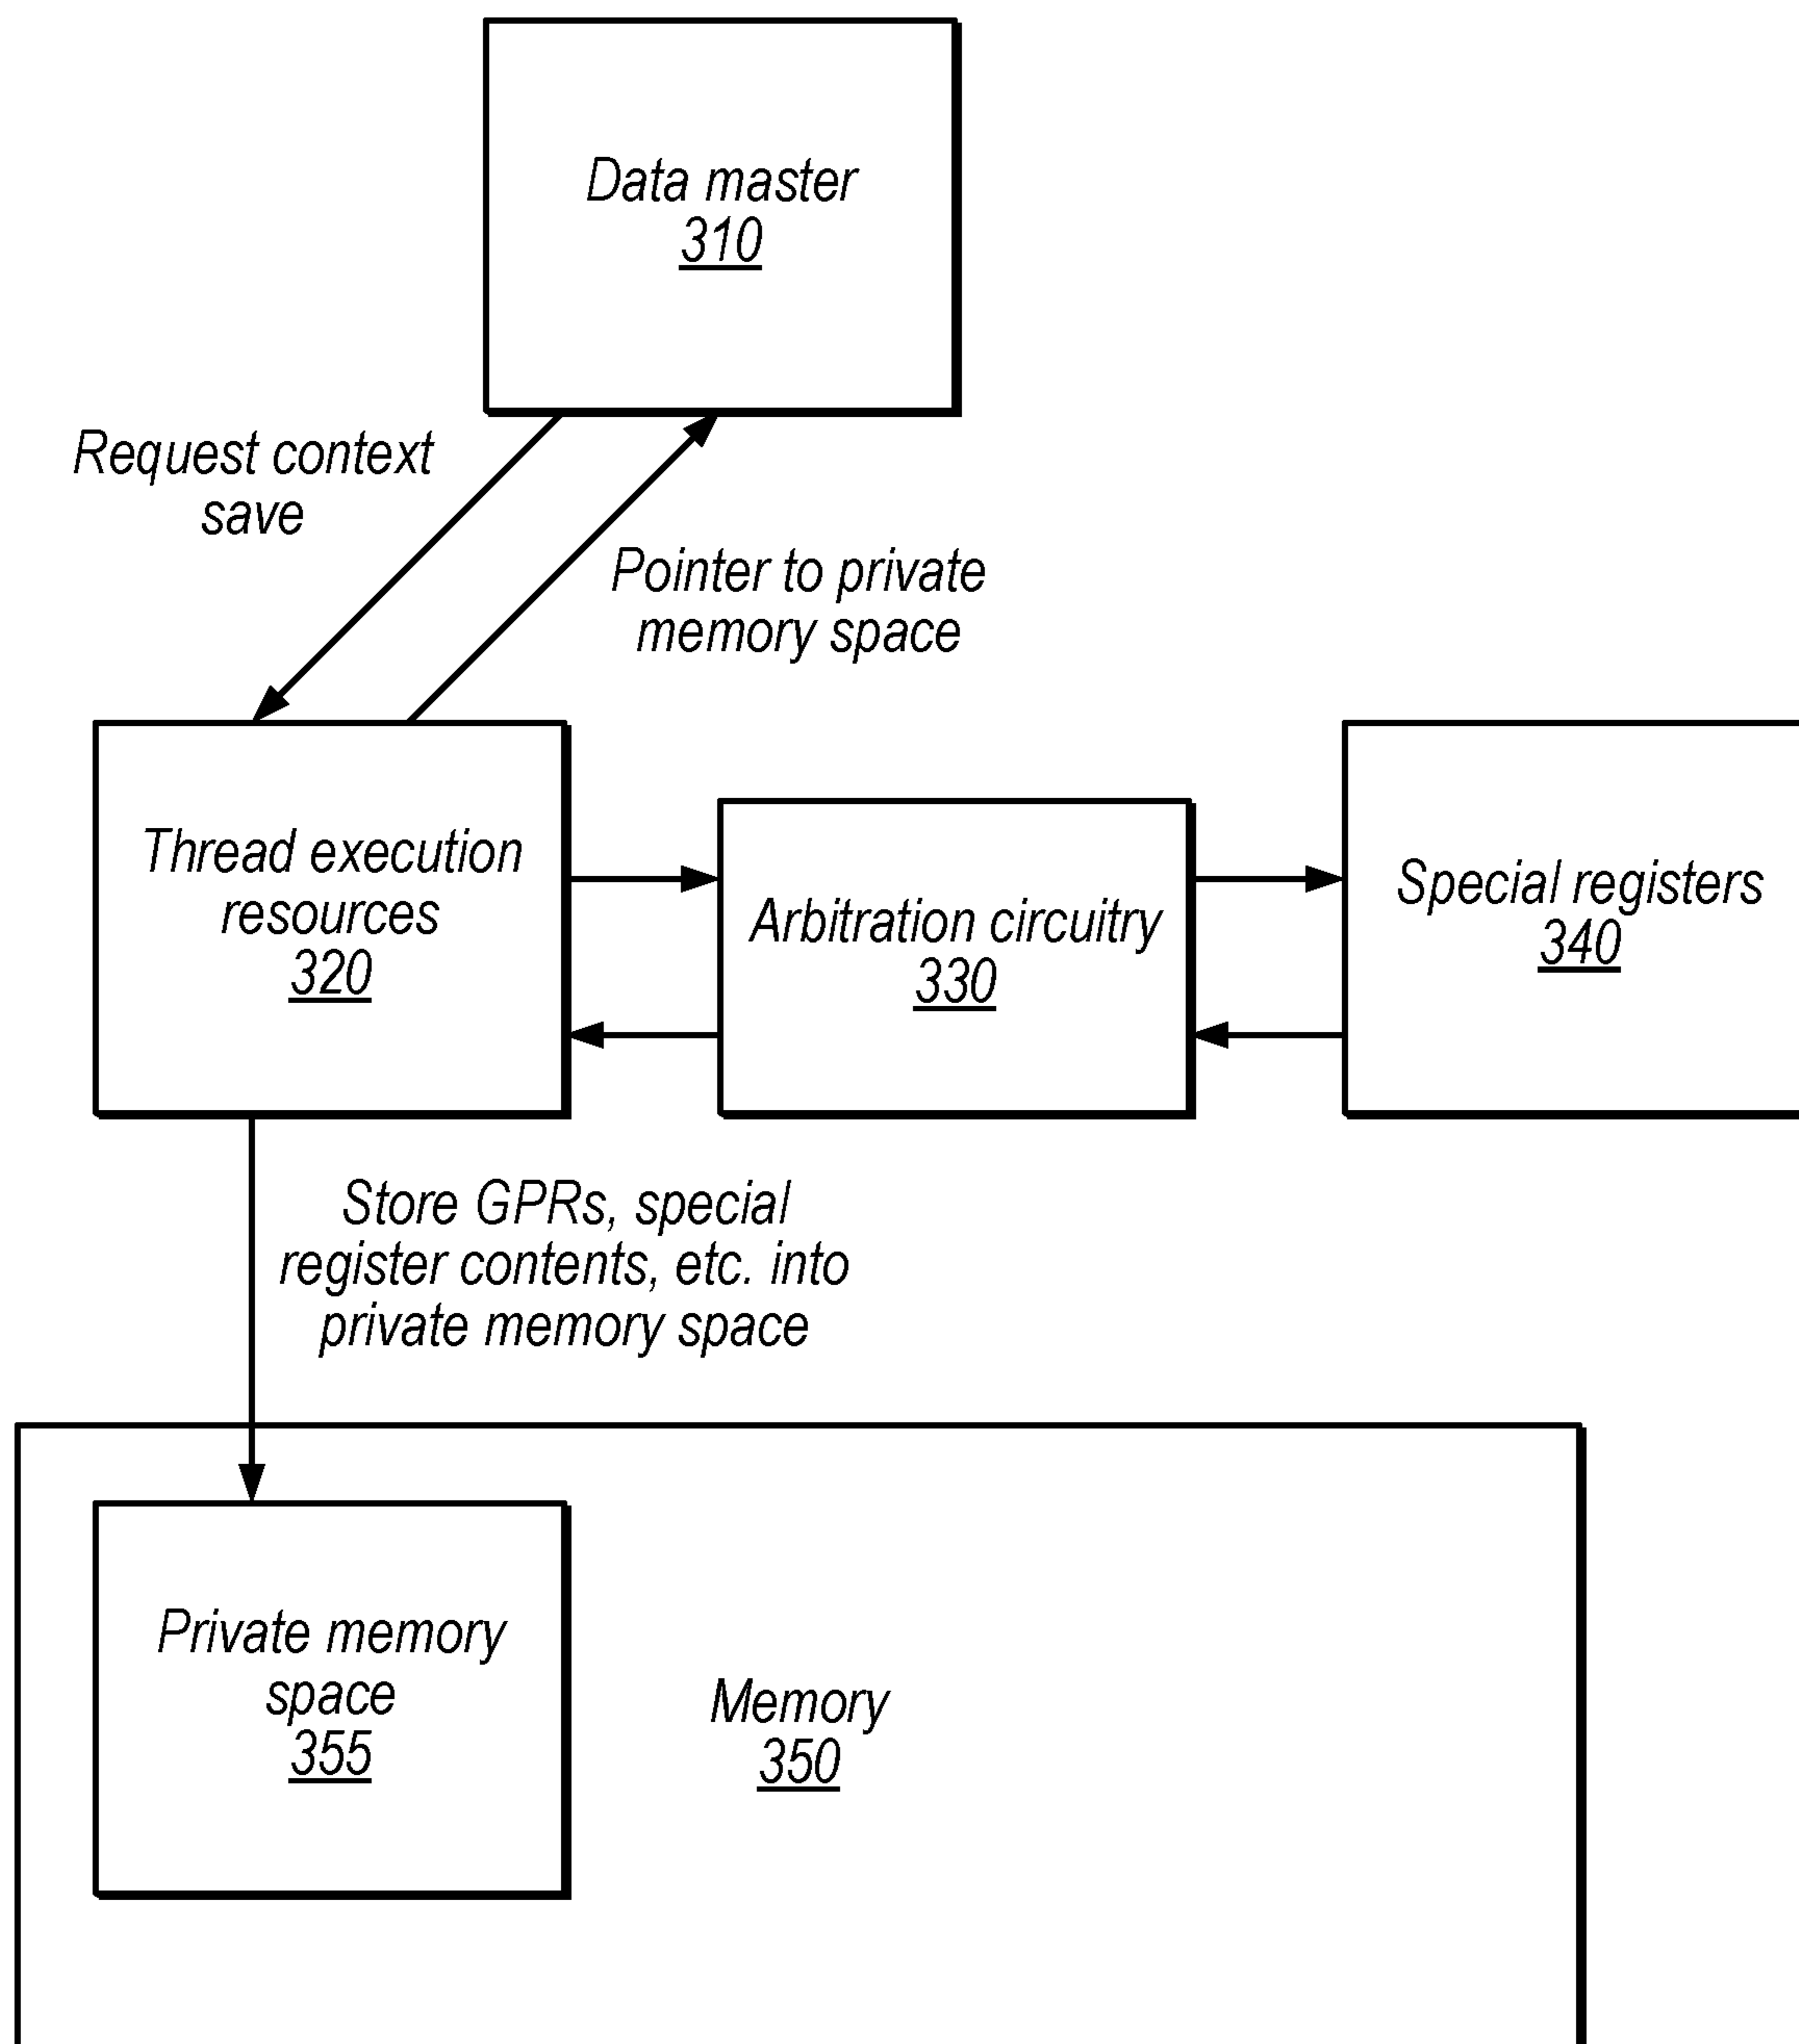 Data master
310
Request context
save
Pointer to private
memory space
Thread execution
resources
320
Arbitration circuitry
330
Special registers
340
Store GPRs, special
register contents, etc. into
private memory space
Private memory
space
355
Memory
350